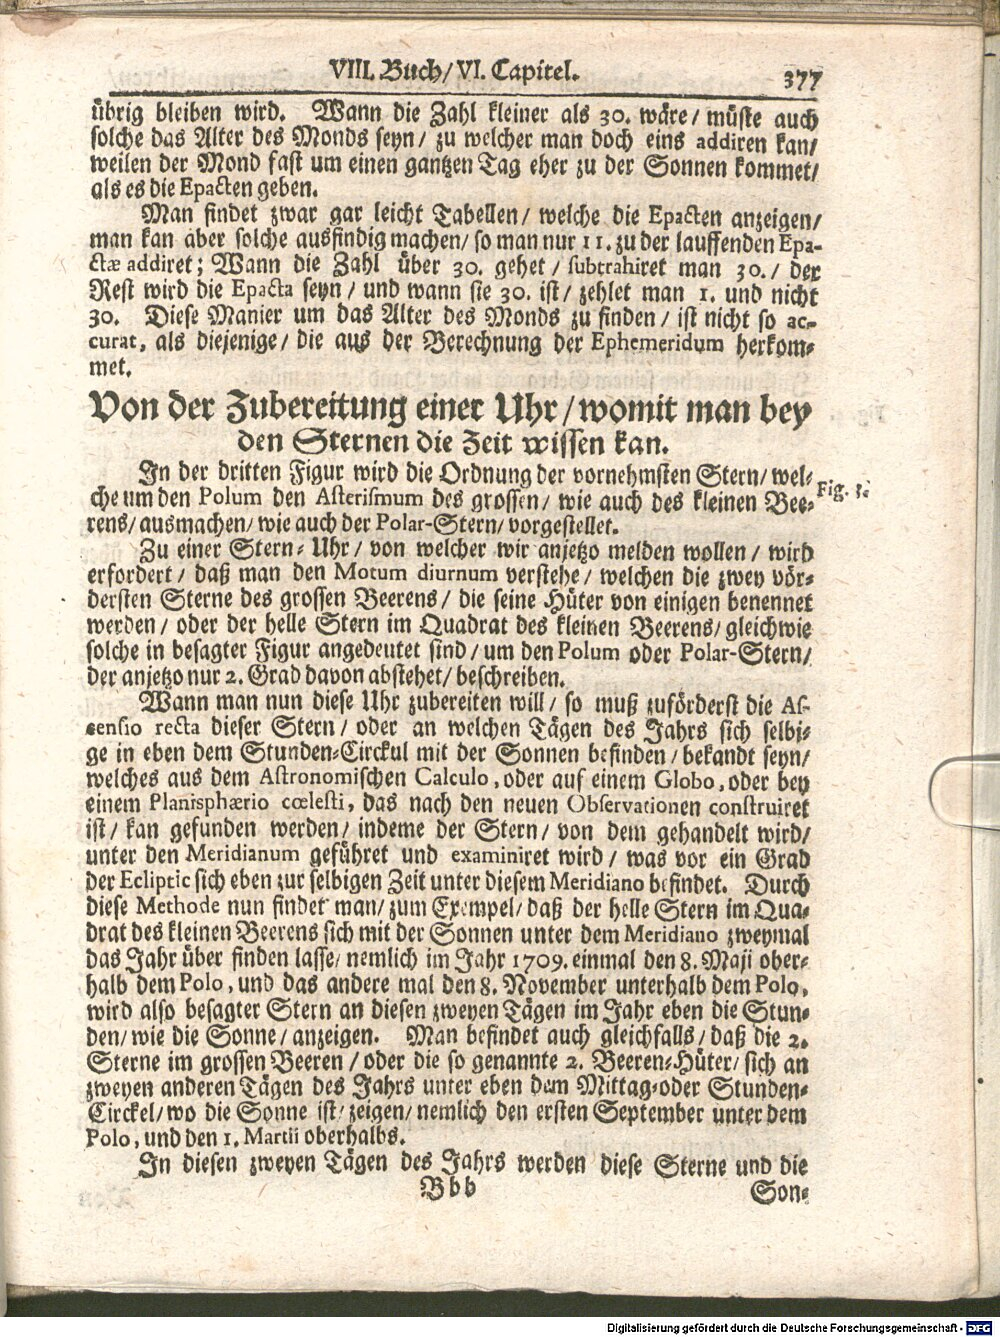 VIII. Buch/ VI. Capitel. 377
übrig bleiben wird. Wann die Zahl kleiner als 30. wäre/ müste auch
solche das Alter des Monds seyn/ zu welcher man doch eins addiren kan/
weilen der Mond fast um einen gantzen Tag eher zu der Sonnen kommet/
als es die Epacten geben.
Man findet zwar gar leicht Tabellen/ welche die Epacten anzeigen/
man kan aber solche ausfindig machen/ so man nur 11. zu der lauffenden Epa-
ctæ addiret; Wann die Zahl über 30. gehet/ subtrahiret man 30./ der
Rest wird die Epacta seyn/ und wann sie 30. ist/ zehlet man 1. und nicht
30. Diese Manier um das Alter des Monds zu finden/ ist nicht so ac-
curat, als diejenige/ die aus der Berechnung der Ephemeridum herkom-
met.
Von der Zubereitung einer Uhr/ womit man bey
den Sternen die Zeit wissen kan.
In der dritten Figur wird die Ordnung der vornehmsten Stern/ wel-
che um den Polum den Asterismum des grossen/ wie auch des kleinen Bee- Fig. 3.
rens/ ausmachen/ wie auch der Polar-Stern/ vorgestellet.
Zu einer Stern-Uhr/ von welcher wir anjetzo melden wollen/ wird
erfordert/ daß man den Motum diurnum verstehe/ welchen die zwey vör-
dersten Sterne des grossen Beerens/ die seine Hüter von einigen benennet
werden/ oder der helle Stern im Quadrat des kleinen Beerens/ gleichwie
solche in besagter Figur angedeutet sind/ um den Polum oder Polar-Stern/
der anjetzo nur 2. Grad davon abstehet/ beschreiben.
Wann man nun diese Uhr zubereiten will/ so muß zuförderst die As-
censio recta dieser Stern/ oder an welchen Tägen des Jahrs sich selbi-
ge in eben dem Stunden-Circkul mit der Sonnen befinden/ bekandt seyn/
welches aus dem Astronomischen Calculo, oder auf einem Globo, oder bey
einem Planisphærio cœlesti, das nach den neuen Observationen construiret
ist/ kan gefunden werden/ indeme der Stern/ von dem gehandelt wird/
unter den Meridianum geführet und examiniret wird/ was vor ein Grad
der Ecliptic sich eben zur selbigen Zeit unter diesem Meridiano befindet. Durch
diese Methode nun findet man/ zum Exempel/ daß der helle Stern im Qua-
drat des kleinen Beerens sich mit der Sonnen unter dem Meridiano zweymal
das Jahr über finden lasse/ nemlich im Jahr 1709. einmal den 8. Maji ober-
halb dem Polo, und das andere mal den 8. November unterhalb dem Polo,
wird also besagter Stern an diesen zweyen Tägen im Jahr eben die Stun-
den/ wie die Sonne/ anzeigen. Man befindet auch gleichfalls/ daß die 2.
Sterne im grossen Beeren/ oder die so genannte 2. Beeren-Hüter/ sich an
zweyen anderen Tägen des Jahrs unter eben dem Mittag- oder Stunden-
Circkel/ wo die Sonne ist/ zeigen/ nemlich den ersten September unter dem
Polo, und den 1. Martii oberhalbs.
In diesen zweyen Tägen des Jahrs werden diese Sterne und die
Bbb Son-
Digitalisierung gefördert durch die Deutsche Forschungsgemeinschaft - DFG